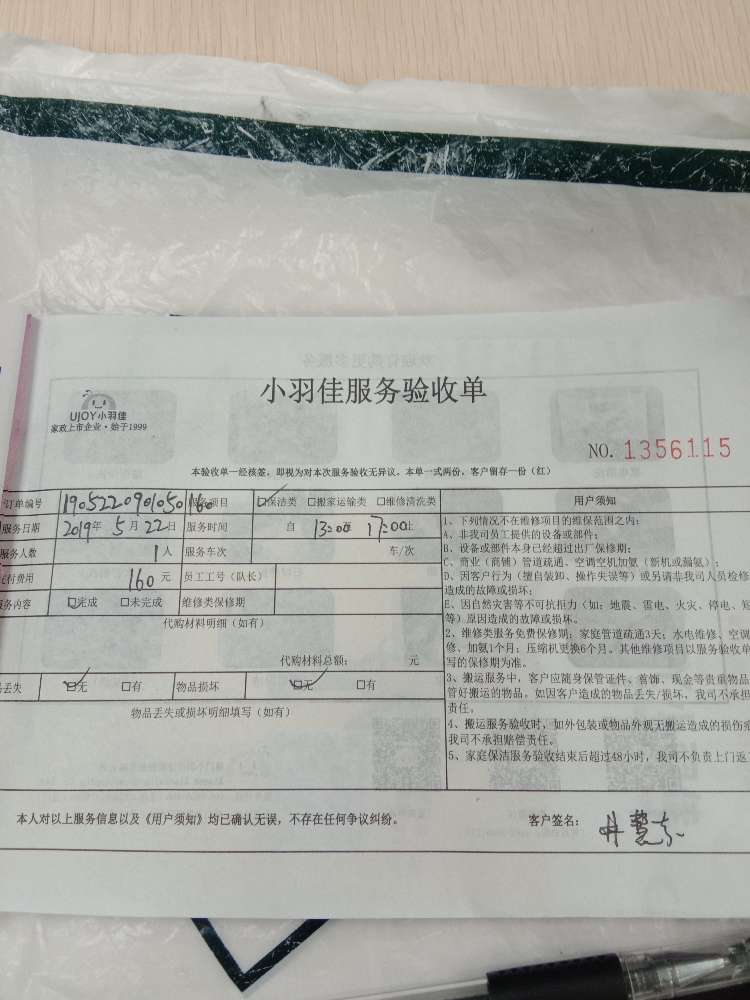 小羽佳服务验收单
UJOY小羽佳
家政上市企业·始于1999
NO. 1356115
本验收单一经核签,即视为对本次服务验收无异议。本单一式两份,客户留存一份(红)
订单编号 1905220901050160 服务项目 保洁类 □搬家运输类 □维修清洗类
服务日期 2019年 5月 22日 服务时间 自 13:00 17:00止
服务人数 1人 服务车次 车/次
付费用 160元 员工工号(队长)
务内容 完成 □未完成 维修类保修期
代购材料明细(如有)
代购材料总额: 元
丢失 无 □有 物品损坏 无 □有
物品丢失或损坏明细填写(如有)
用户须知
1、下列情况不在维修项目的维保范围之内:
A、非我司员工提供的设备或部件;
B、设备或部件本身已经超过出厂保修期;
C、商业(商铺)管道疏通、空调空机加氨(新机或漏氨);
D、因客户行为(擅自装卸、操作失误等)或另请非我司人员检修
造成的故障或损坏;
E、因自然灾害等不可抗拒力(如:地震、雷电、火灾、停电、短
等)原因造成的故障或损坏。
2、维修类服务免费保修期:家庭管道疏通3天;水电维修、空调
修、加氨1个月;压缩机更换6个月。其他维修项目以服务验收单
写的保修期为准。
3、搬运服务中,客户应随身保管证件、首饰、现金等贵重物品
管好搬运的物品。如因客户造成的物品丢失/损坏,我司不承担
责任。
4、搬运服务验收时,如外包装或物品外观无搬运造成的损伤
我司不承担赔偿责任。
5、家庭保洁服务验收结束后超过48小时,我司不负责上门返
本人对以上服务信息以及《用户须知》均已确认无误,不存在任何争议纠纷。
客户签名: